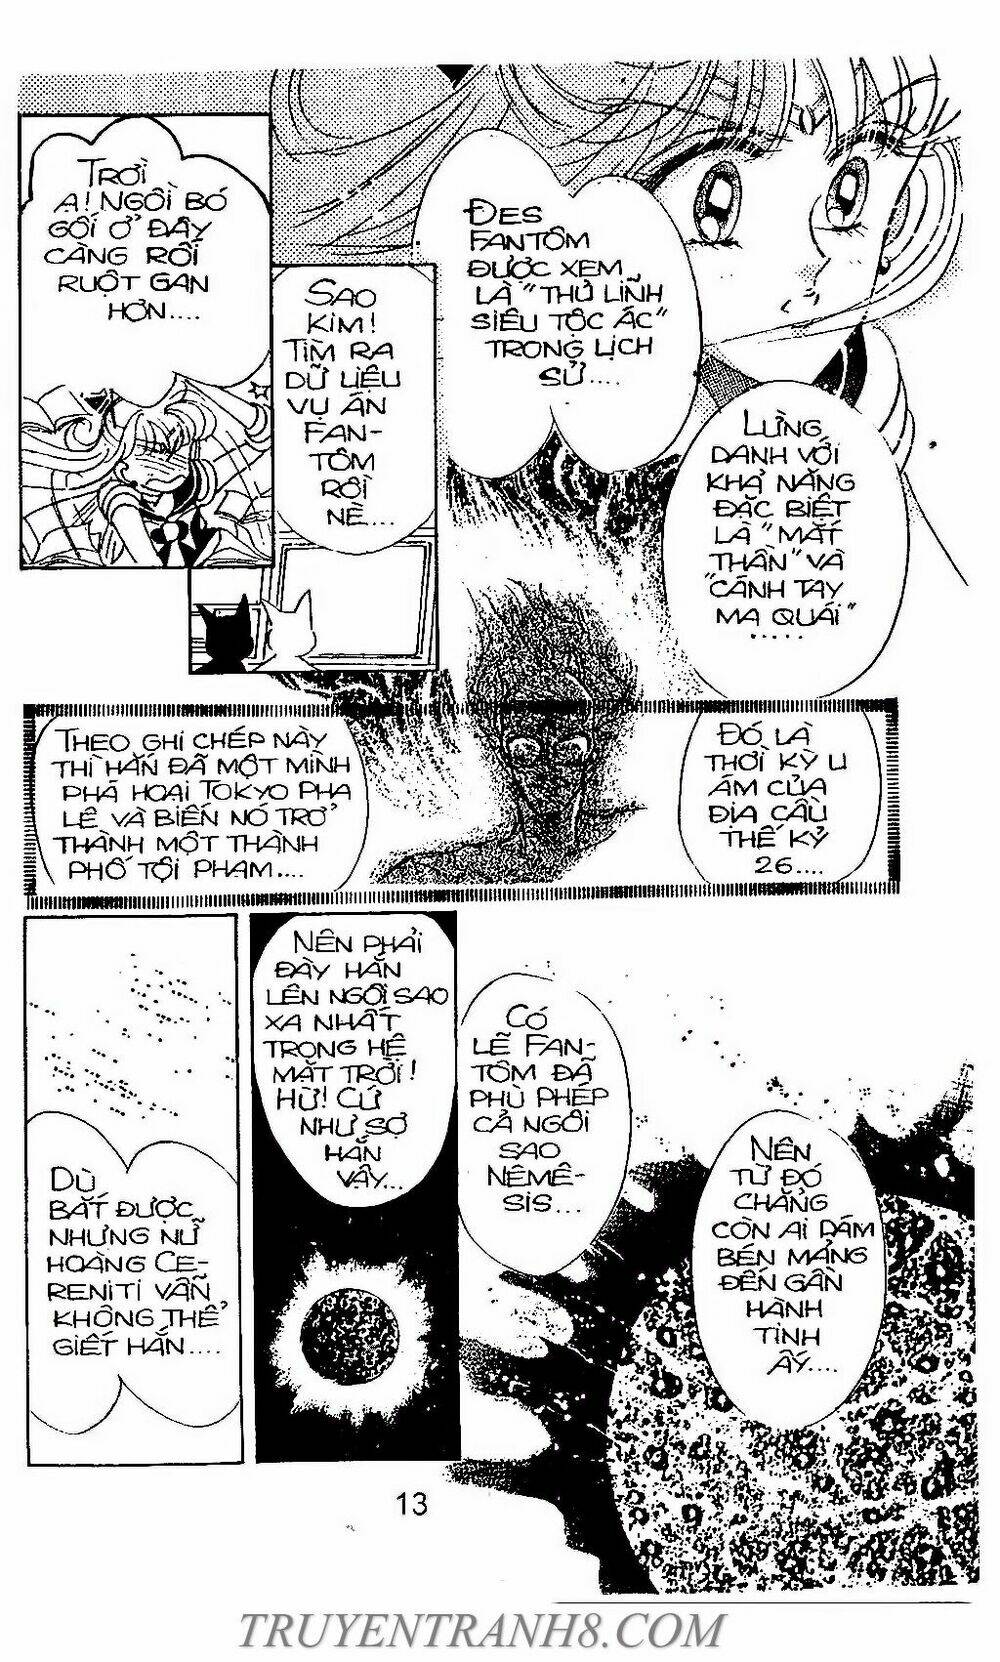 TRỜI
Ạ! NGỒI BÓ
GỐI Ở ĐÂY
CÀNG RỐI
RUỘT GAN
HƠN....
SAO
KIM!
TÌM RA
DỮ LIỆU
VỤ ÁN
FAN-
TÔM
RỒI
NÈ....
ĐES
FANTÔM
ĐƯỢC XEM
LÀ "THỦ LĨNH
SIÊU TỘC ÁC"
TRONG LỊCH
SỬ....
LỪNG
DANH VỚI
KHẢ NĂNG
ĐẶC BIỆT
LÀ "MẮT
THẦN" VÀ
"CÁNH TAY
MA QUÁI"
.....
THEO GHI CHÉP NÀY
THÌ HẮN ĐÃ MỘT MÌNH
PHÁ HOẠI TOKYO PHA
LÊ VÀ BIẾN NÓ TRỞ
THÀNH MỘT THÀNH
PHỐ TỘI PHẠM....
ĐÓ LÀ
THỜI KỲ U
ÁM CỦA
ĐỊA CẦU
THẾ KỶ
26....
DÙ
BẮT ĐƯỢC
NHƯNG NỮ
HOÀNG CE-
RENITI VẪN
KHÔNG THỂ
GIẾT HẮN....
NÊN PHẢI
ĐÀY HẮN
LÊN NGÔI SAO
XA NHẤT
TRONG HỆ
MẶT TRỜI!
HỪ! CỨ
NHƯ SỢ
HẮN
VẬY...
CÓ
LẼ FAN-
TÔM ĐÃ
PHÙ PHÉP
CẢ NGÔI
SAO
NÊMÊ-
SIS...
NÊN
TỪ ĐÓ
CHẲNG
CÒN AI DÁM
BÉN MẢNG
ĐẾN GẦN
HÀNH
TINH
ẤY....
13
TRUYENTRANH8.COM